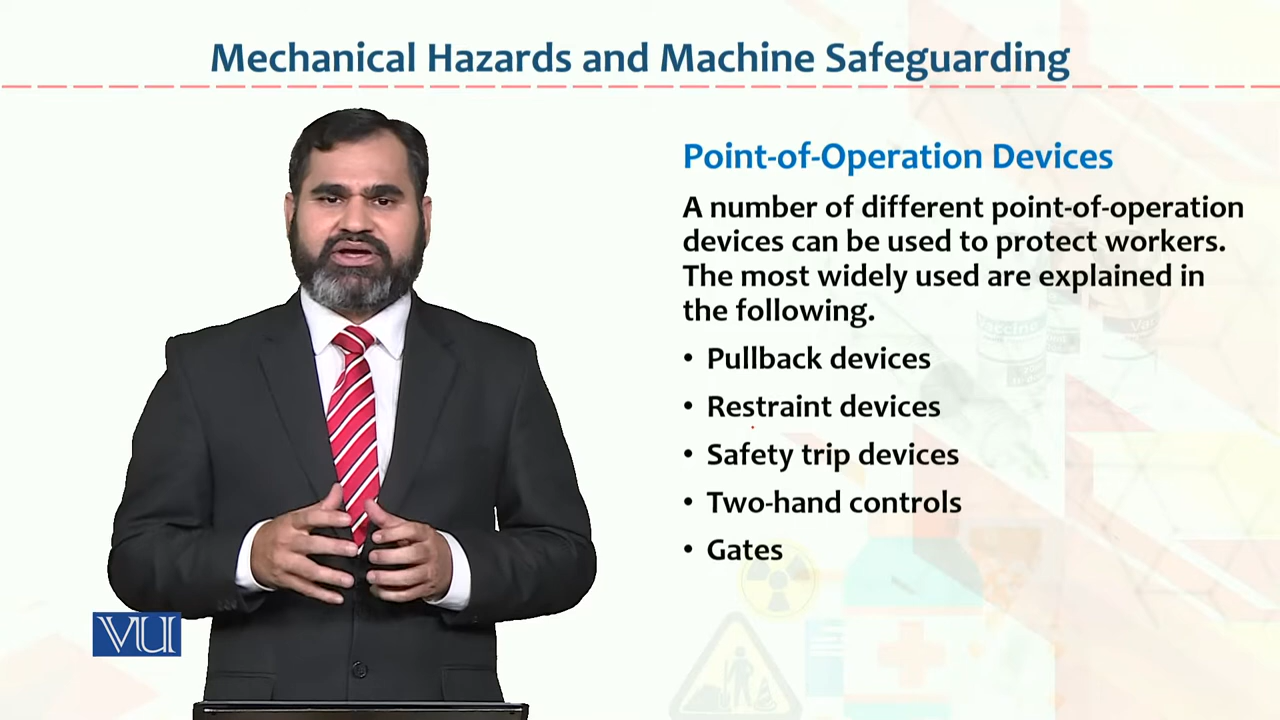 Mechanical Hazards and Machine Safeguarding
Point-of-Operation Devices
A number of different point-of-operation
devices can be used to protect workers.
The most widely used are explained in
the following.
• Pullback devices
• Restraint devices
• Safety trip devices
• Two-hand controls
• Gates
VU
Vaccine